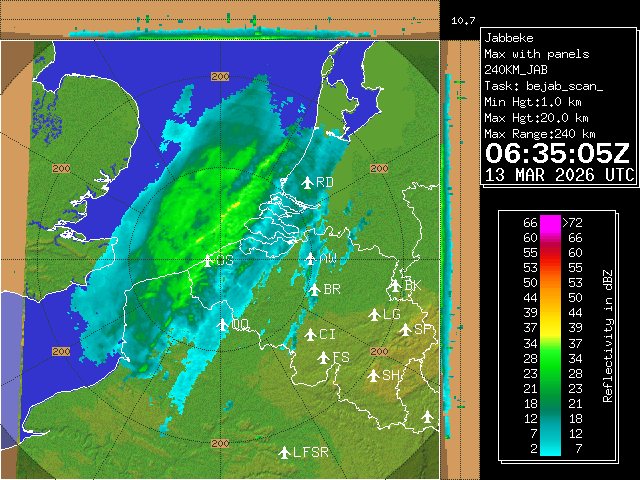 10.7
Jabbeke
Max with panels
240KM_JAB
Task: bejab_scan_
Min Hgt:1.0 km
Max Hgt:20.0 km
Max Range:240 km
06:35:05Z
13 MAR 2026 UTC
200
200
200
RD
OS
AW
BR
BK
LG
QO
CI
SP
FS
200
200
SH
200
LFSR
66 >72
60 66
55 60
53 55
50 53
44 50
39 44
37 39
34 37
28 34
23 28
21 23
18 21
12 18
7 12
2 7
Reflectivity in dBZ